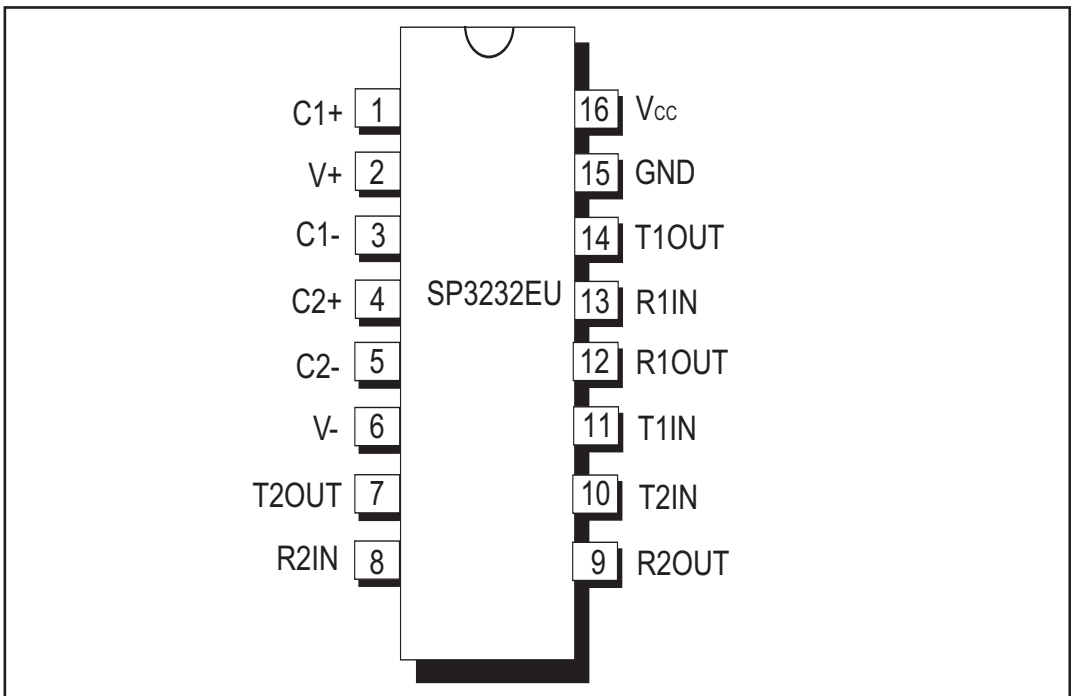 C1+ 1
V+ 2
C1- 3
C2+ 4
C2- 5
V- 6
T2OUT 7
R2IN 8
SP3232EU
16 Vcc
15 GND
14 T1OUT
13 R1IN
12 R1OUT
11 T1IN
10 T2IN
9 R2OUT